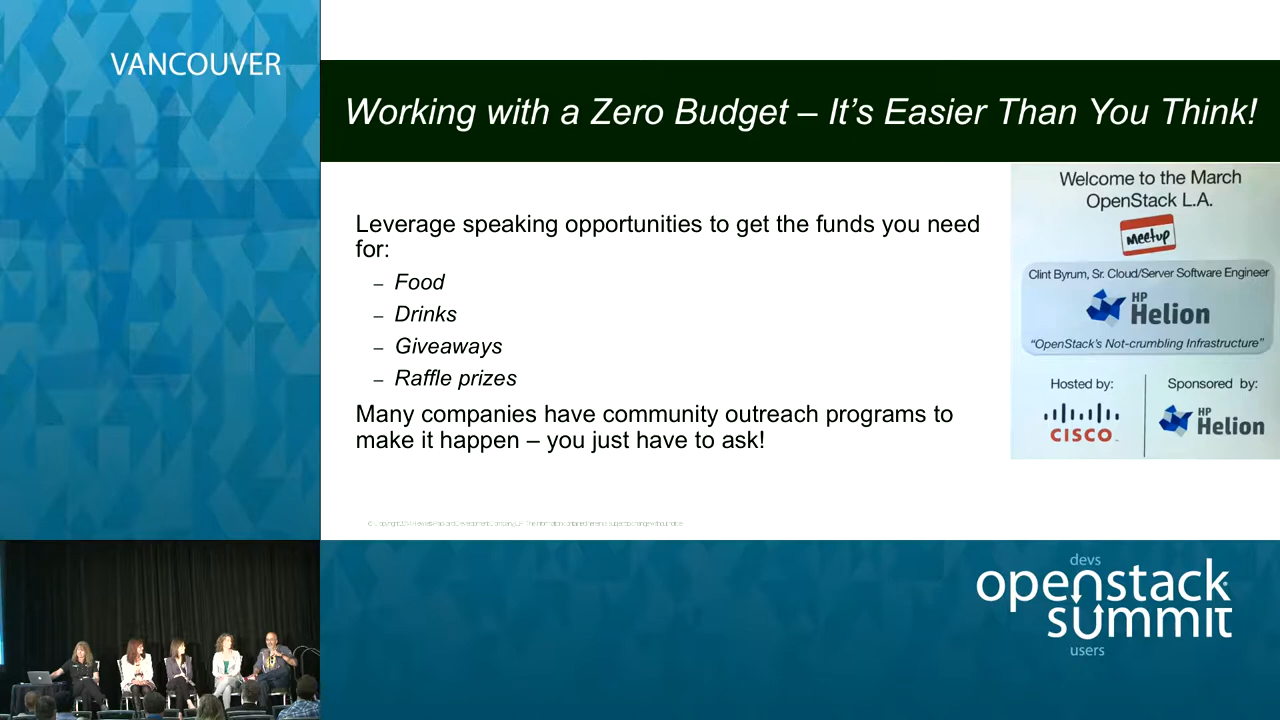 VANCOUVER
Working with a Zero Budget – It’s Easier Than You Think!
Leverage speaking opportunities to get the funds you need
for:
– Food
– Drinks
– Giveaways
– Raffle prizes
Many companies have community outreach programs to
make it happen – you just have to ask!
Welcome to the March
OpenStack L.A.
Meetup
Clint Byrum, Sr. Cloud/Server Software Engineer
HP
Helion
“OpenStack’s Not-crumbling Infrastructure”
Hosted by:
CISCO
Sponsored by:
HP
Helion
devs
openstack
summit
users